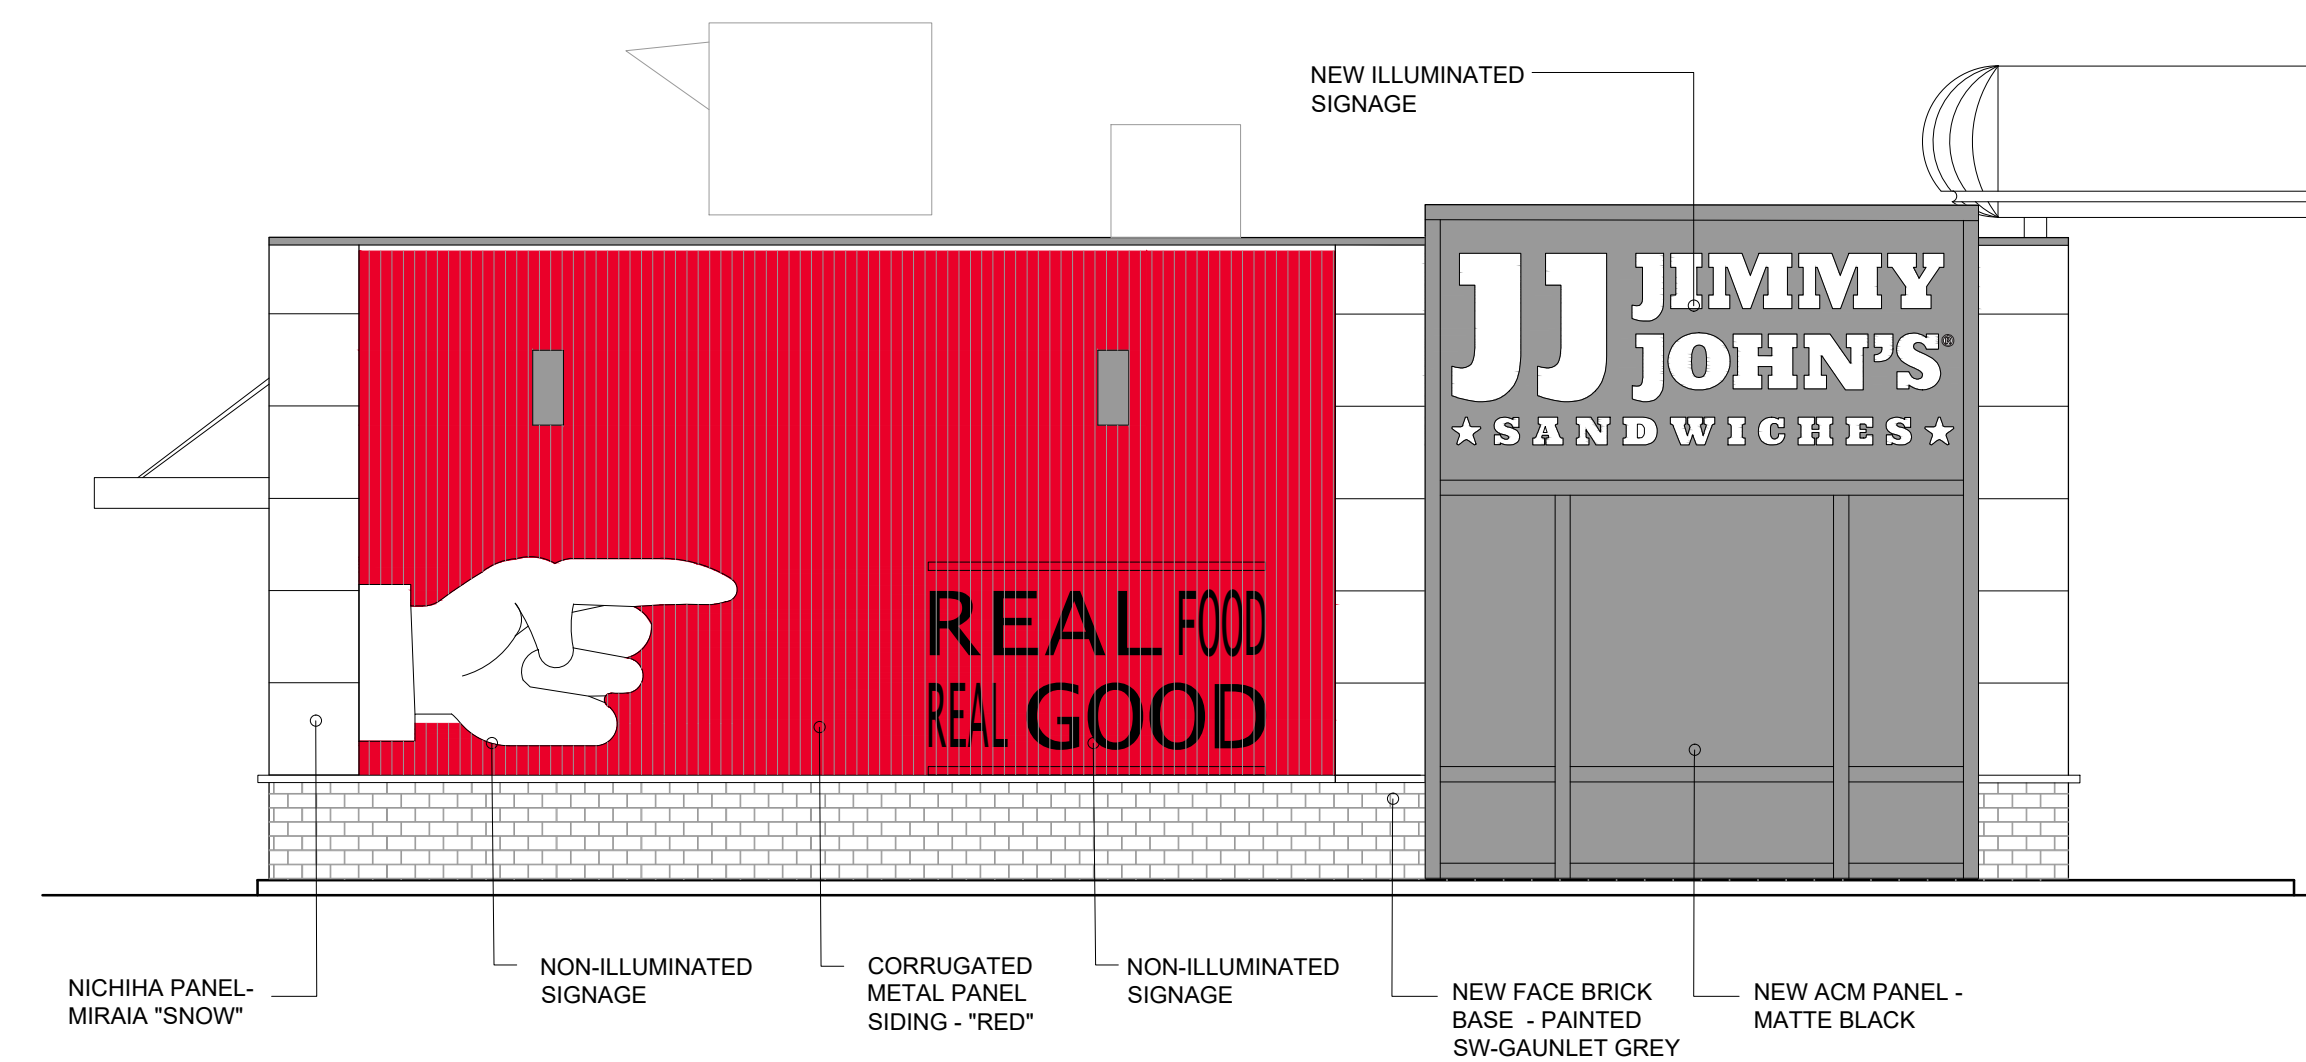 NEW ILLUMINATED
SIGNAGE
JJ JIMMY
JOHN'S®
★SANDWICHES★
REAL FOOD
REAL GOOD
NICHIHA PANEL-
MIRAIA "SNOW"
NON-ILLUMINATED
SIGNAGE
CORRUGATED
METAL PANEL
SIDING - "RED"
NON-ILLUMINATED
SIGNAGE
NEW FACE BRICK
BASE - PAINTED
SW-GAUNLET GREY
NEW ACM PANEL -
MATTE BLACK